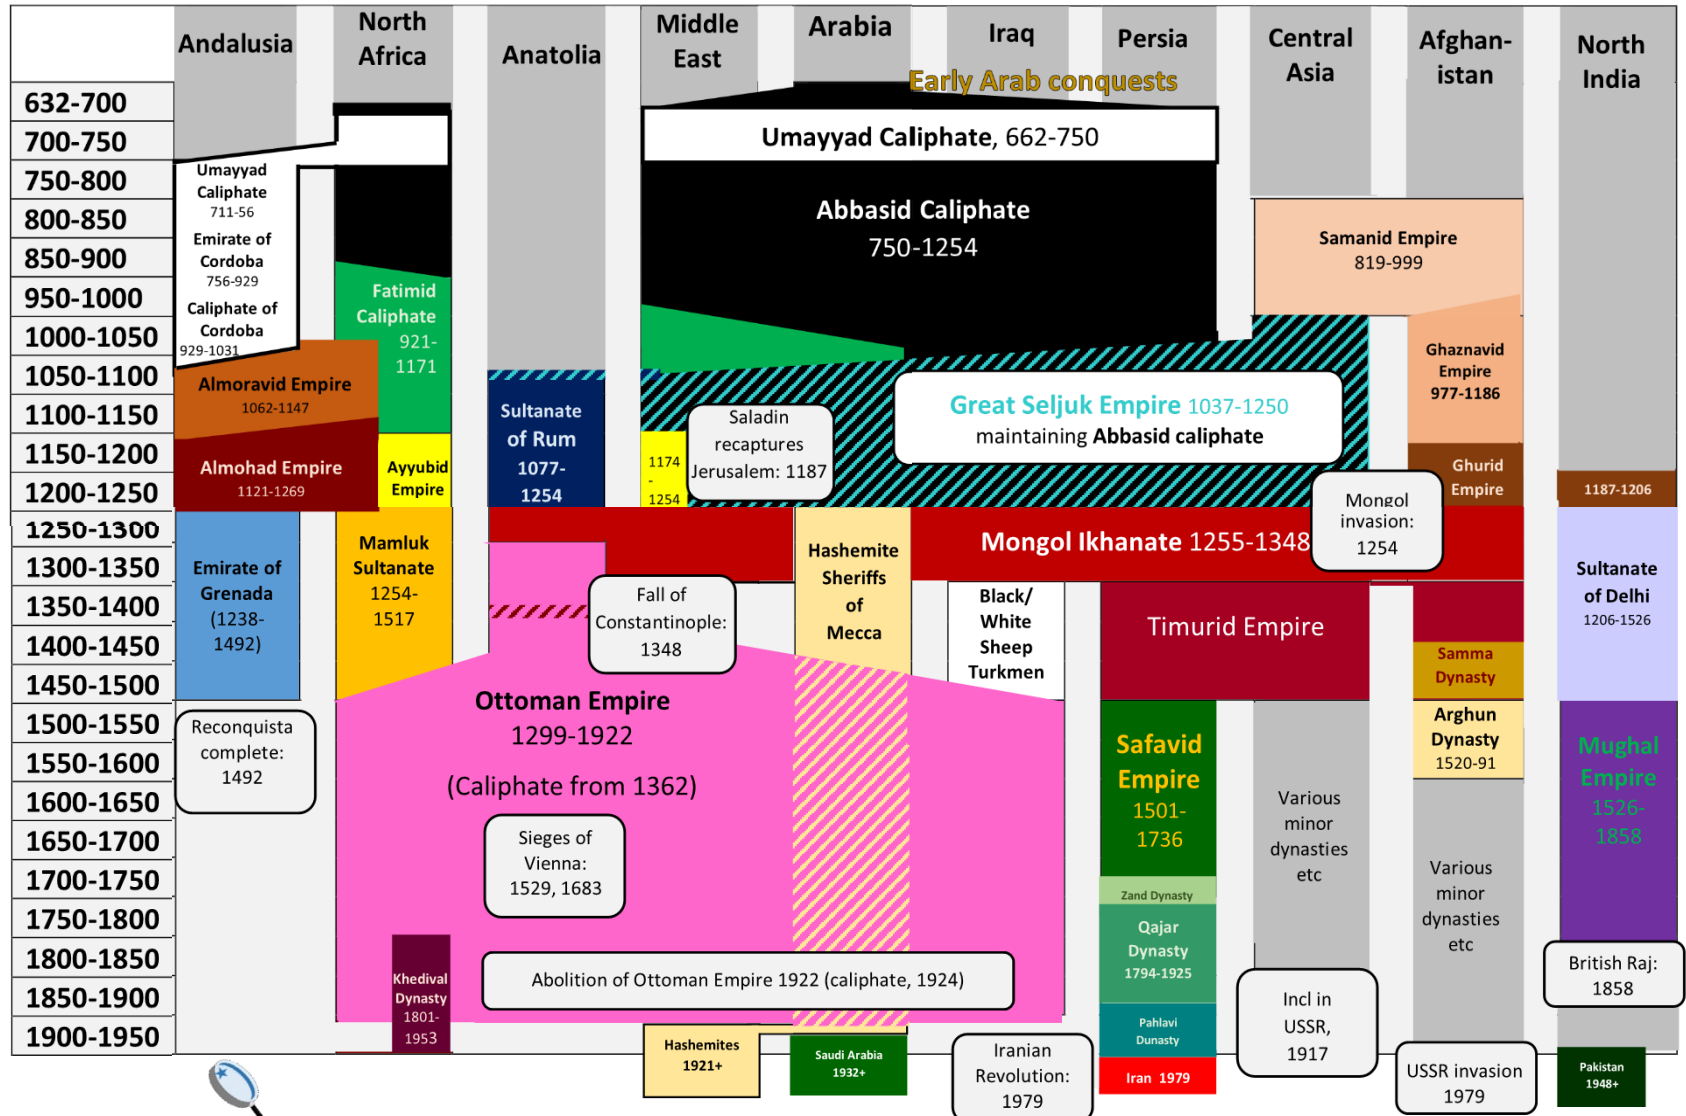 Andalusia
North
Africa
Anatolia
Middle
East
Arabia
Iraq
Persia
Central
Asia
Afghan-
istan
North
India
Early Arab conquests
632-700
700-750
750-800
800-850
850-900
950-1000
1000-1050
1050-1100
1100-1150
1150-1200
1200-1250
1250-1300
1300-1350
1350-1400
1400-1450
1450-1500
1500-1550
1550-1600
1600-1650
1650-1700
1700-1750
1750-1800
1800-1850
1850-1900
1900-1950
Umayyad Caliphate, 662-750
Umayyad
Caliphate
711-56
Emirate of
Cordoba
756-929
Caliphate of
Cordoba
929-1031
Abbasid Caliphate
750-1254
Samanid Empire
819-999
Fatimid
Caliphate
921-
1171
Almoravid Empire
1062-1147
Almohad Empire
1121-1269
Ayyubid
Empire
Sultanate
of Rum
1077-
1254
1174
-
1254
Saladin
recaptures
Jerusalem: 1187
Great Seljuk Empire 1037-1250
maintaining Abbasid caliphate
Ghaznavid
Empire
977-1186
Ghurid
Empire
1187-1206
Mongol
invasion:
1254
Mongol Ikhanate 1255-1348
Emirate of
Grenada
(1238-
1492)
Mamluk
Sultanate
1254-
1517
Hashemite
Sheriffs
of
Mecca
Fall of
Constantinople:
1348
Black/
White
Sheep
Turkmen
Timurid Empire
Samma
Dynasty
Sultanate
of Delhi
1206-1526
Reconquista
complete:
1492
Ottoman Empire
1299-1922
(Caliphate from 1362)
Sieges of
Vienna:
1529, 1683
Safavid
Empire
1501-
1736
Arghun
Dynasty
1520-91
Mughal
Empire
1526-
1858
Various
minor
dynasties
etc
Various
minor
dynasties
etc
Zand Dynasty
Qajar
Dynasty
1794-1925
Khedival
Dynasty
1801-
1953
Abolition of Ottoman Empire 1922 (caliphate, 1924)
British Raj:
1858
Incl in
USSR,
1917
Pahlavi
Dunasty
Hashemites
1921+
Saudi Arabia
1932+
Iranian
Revolution:
1979
Iran 1979
USSR invasion
1979
Pakistan
1948+